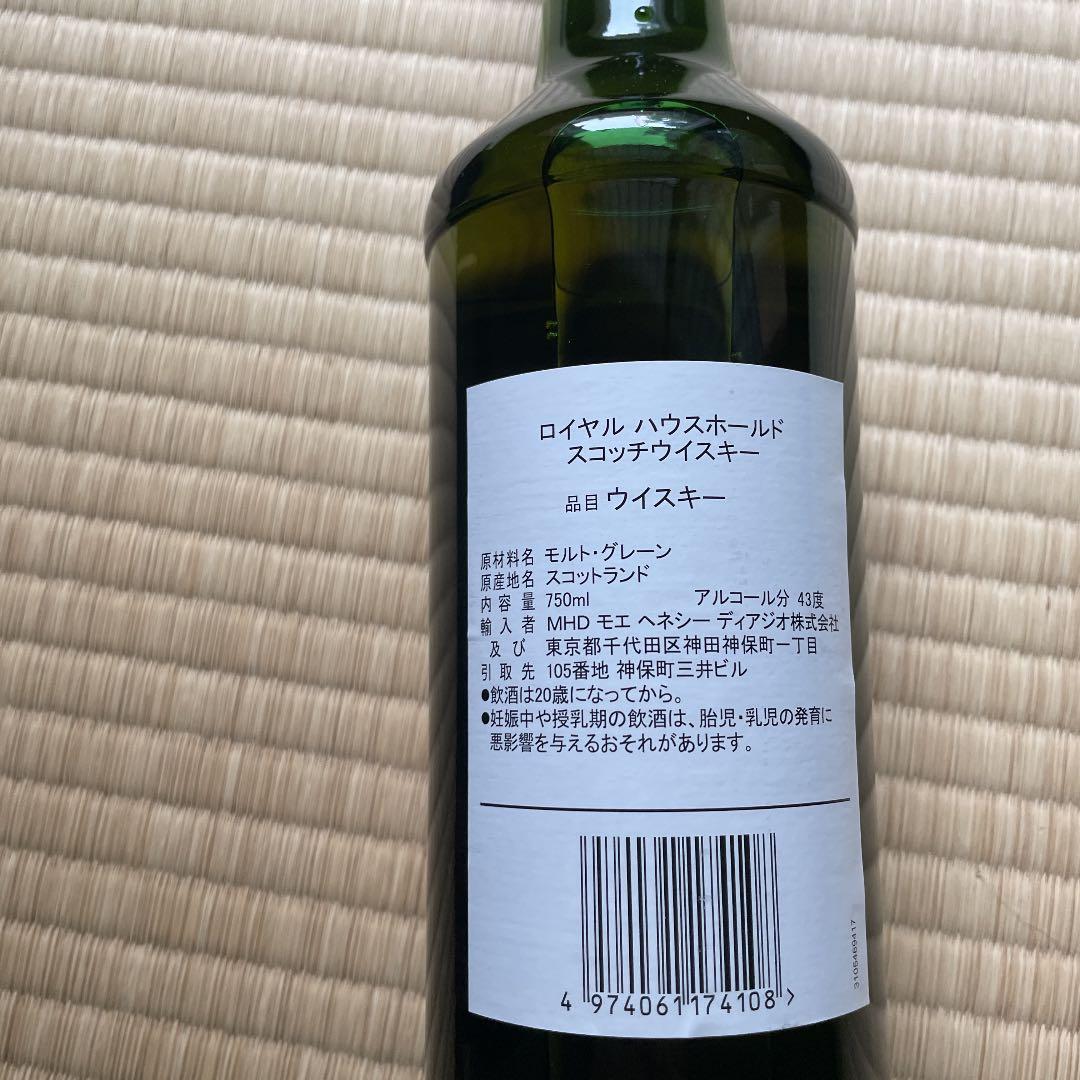 ロイヤル ハウスホールド
スコッチウイスキー
品目 ウイスキー
原材料名 モルト・グレーン
原産地名 スコットランド
内容量 750ml アルコール分 43度
輸入者 MHD モエ ヘネシー ディアジオ株式会社
及び 東京都千代田区神田神保町一丁目
引取先 105番地 神保町三井ビル
●飲酒は20歳になってから。
●妊娠中や授乳期の飲酒は、胎児・乳児の発育に
悪影響を与えるおそれがあります。
4 974061 174108 >
3105469417